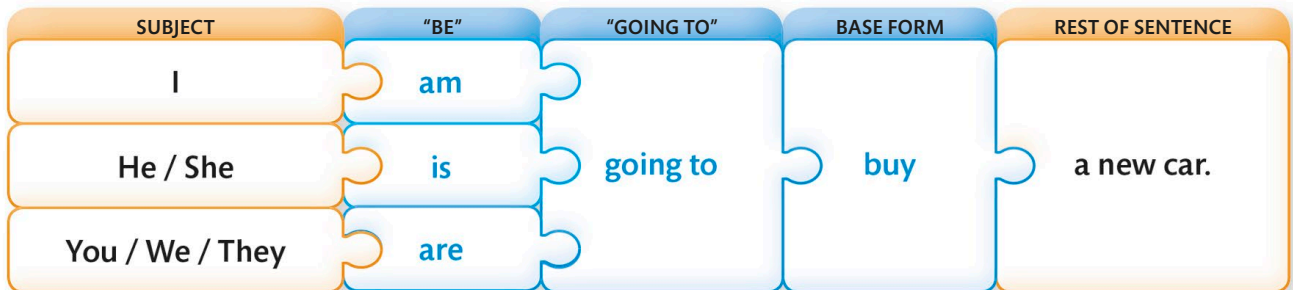 SUBJECT "BE" "GOING TO" BASE FORM REST OF SENTENCE
I am
He / She is going to buy a new car.
You / We / They are